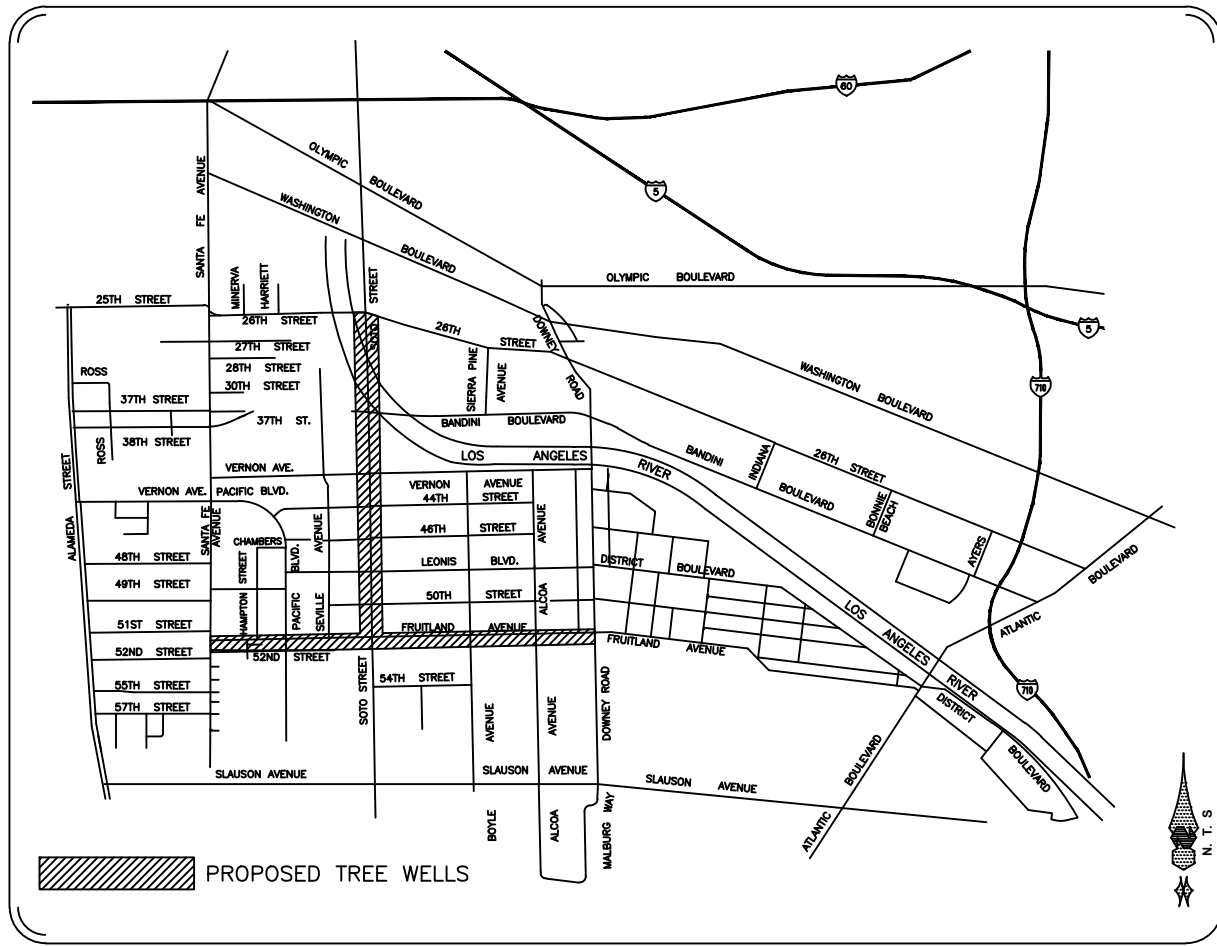 60
OLYMPIC BOULEVARD
5
SANTA FE AVENUE
WASHINGTON BOULEVARD
OLYMPIC BOULEVARD
MINERVA
HARRIETT
STREET
SOTO
25TH STREET
26TH STREET
26TH STREET
DOWNEY ROAD
5
27TH STREET
28TH STREET
30TH STREET
ROSS
SIERRA PINE AVENUE
WASHINGTON BOULEVARD
710
37TH STREET
37TH ST.
38TH STREET
ROSS
BANDINI BOULEVARD
LOS ANGELES RIVER
BANDINI BOULEVARD
INDIANA
26TH STREET
BONNIE BEACH
AYERS
ALAMEDA STREET
VERNON AVE.
VERNON AVE. PACIFIC BLVD.
VERNON AVENUE
44TH STREET
46TH STREET
SANTA FE AVENUE
CHAMBERS
48TH STREET
49TH STREET
HAMPTON STREET
PACIFIC BLVD.
SEVILLE AVENUE
LEONIS BLVD.
50TH STREET
ALCOA AVENUE
DISTRICT BOULEVARD
51ST STREET
FRUITLAND AVENUE
FRUITLAND AVENUE
LOS ANGELES RIVER
ATLANTIC BOULEVARD
52ND STREET
52ND STREET
55TH STREET
57TH STREET
SOTO STREET
54TH STREET
DOWNEY ROAD
710
DISTRICT BOULEVARD
SLAUSON AVENUE
SLAUSON AVENUE
SLAUSON AVENUE
BOYLE AVENUE
ALCOA AVENUE
MALBURG WAY
ATLANTIC BOULEVARD
N. T. S
PROPOSED TREE WELLS